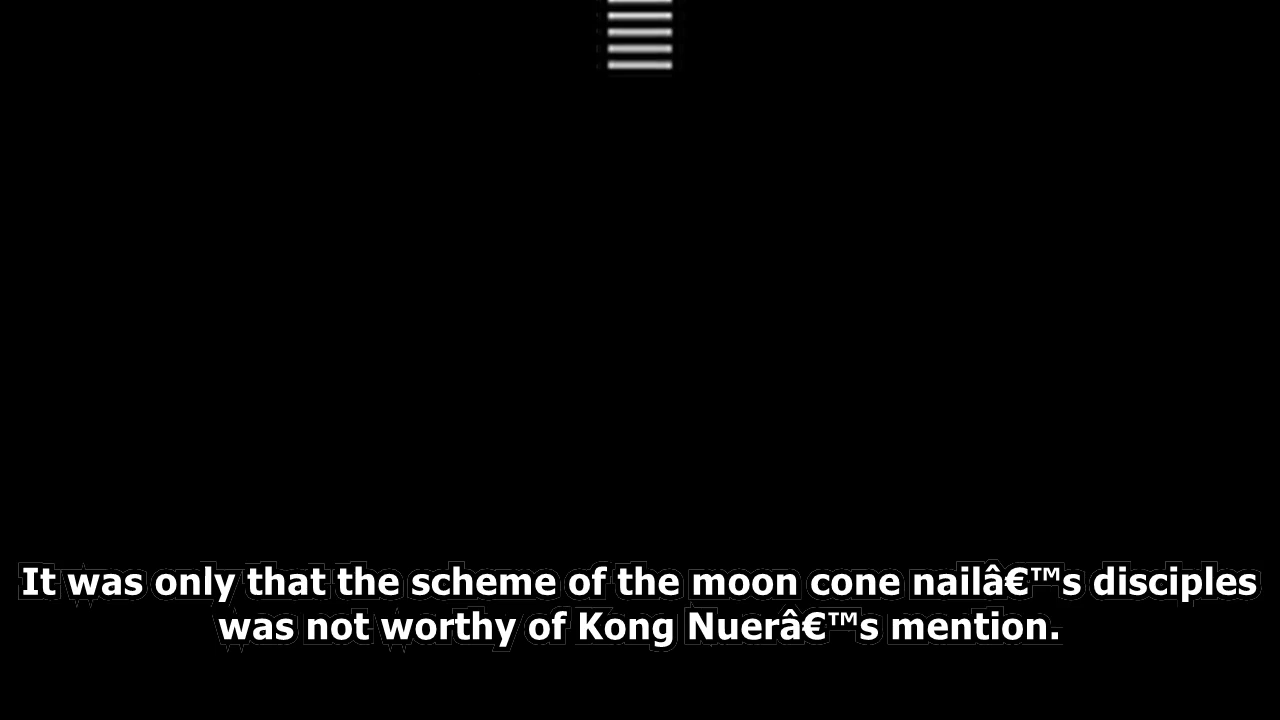 It was only that the scheme of the moon cone nailâ€™s disciples
was not worthy of Kong Nuerâ€™s mention.